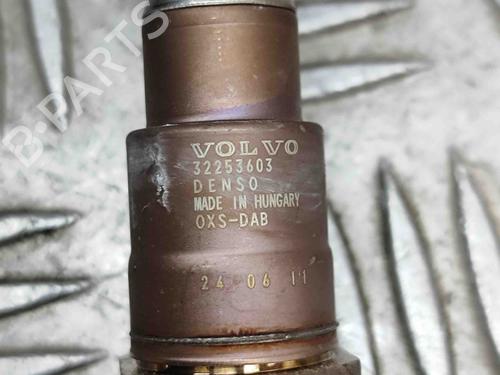 B-PARTS
VOLVO
32253603
DENSO
MADE IN HUNGARY
OXS-DAB
24 06 11